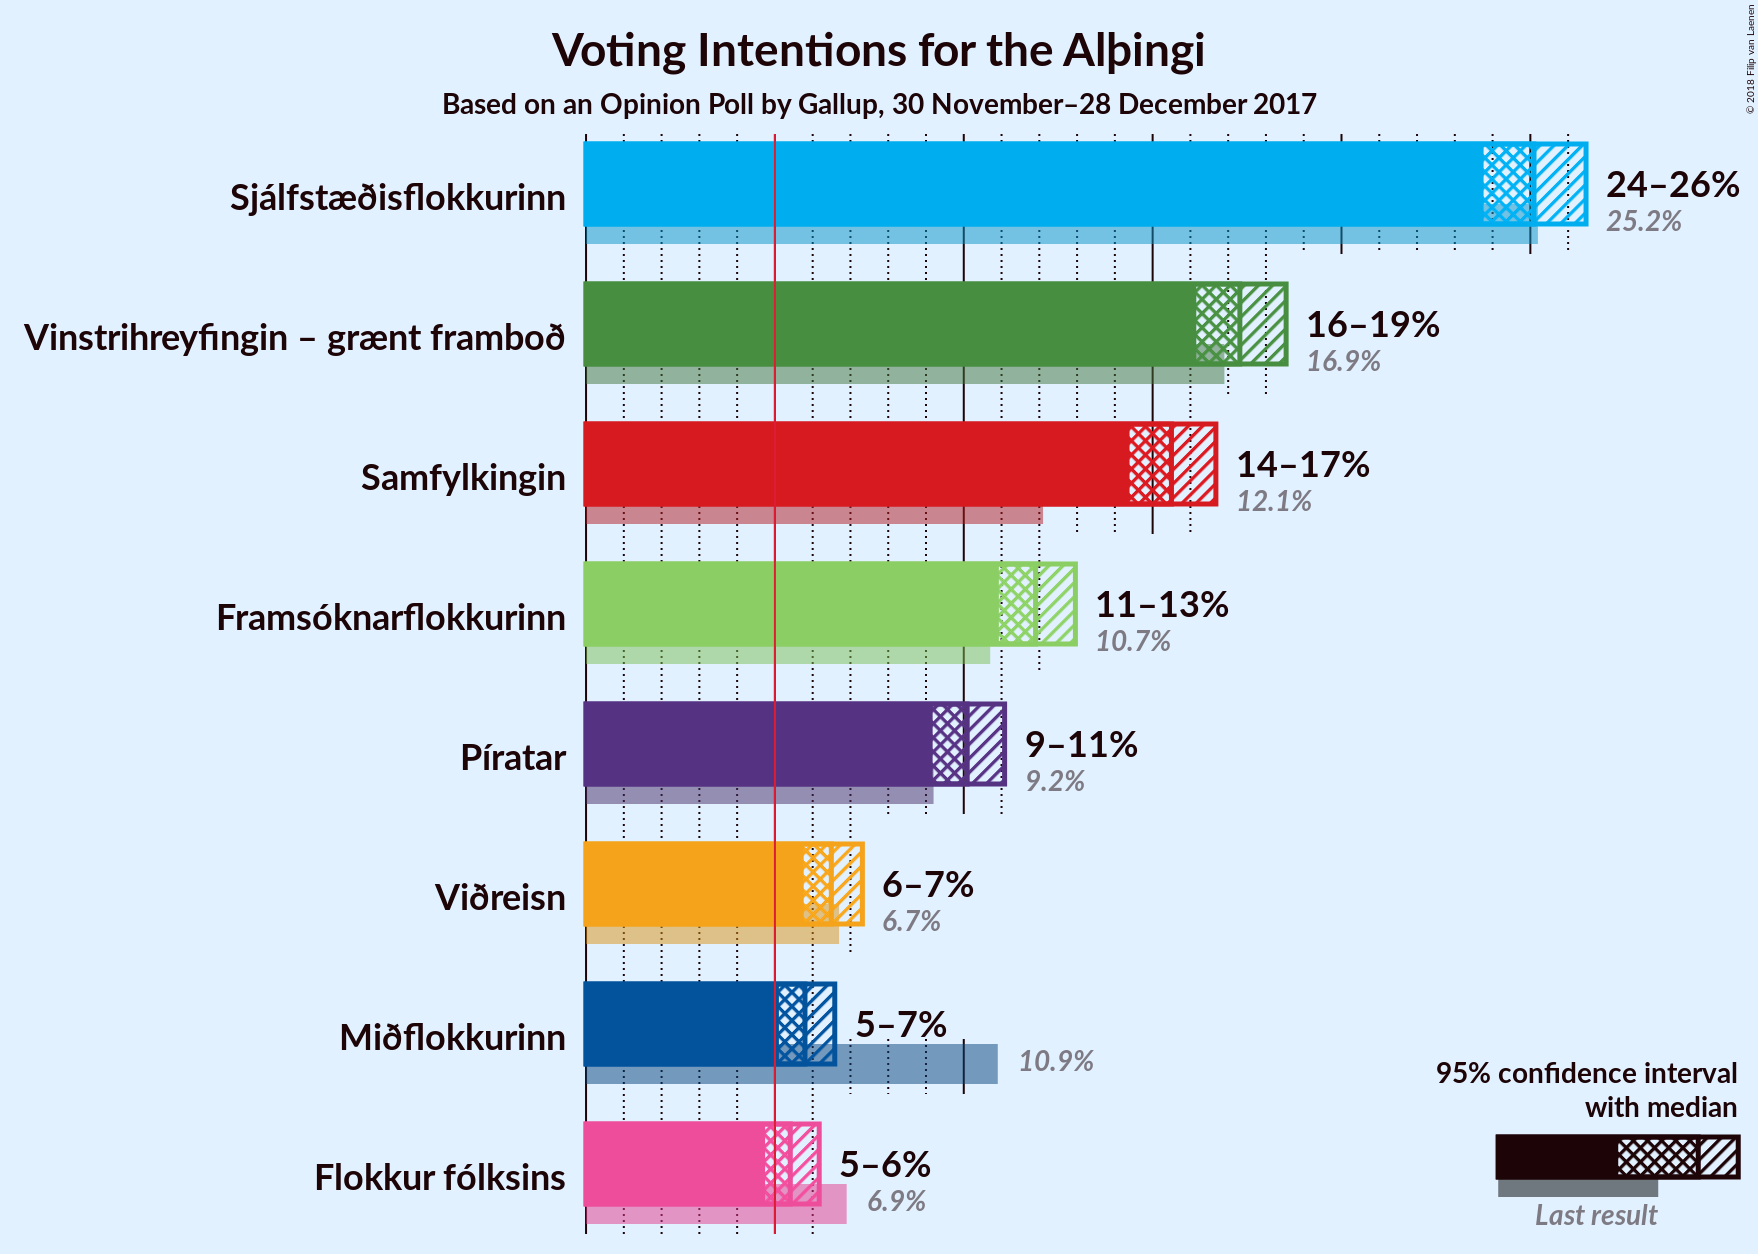 Voting Intentions for the Alþingi
Based on an Opinion Poll by Gallup, 30 November–28 December 2017
© 2018 Filip van Laenen
Sjálfstæðisflokkurinn
24–26%
25.2%
Vinstrihreyfingin – grænt framboð
16–19%
16.9%
Samfylkingin
14–17%
12.1%
Framsóknarflokkurinn
11–13%
10.7%
Píratar
9–11%
9.2%
Viðreisn
6–7%
6.7%
Miðflokkurinn
5–7%
10.9%
Flokkur fólksins
5–6%
6.9%
95% confidence interval
with median
Last result